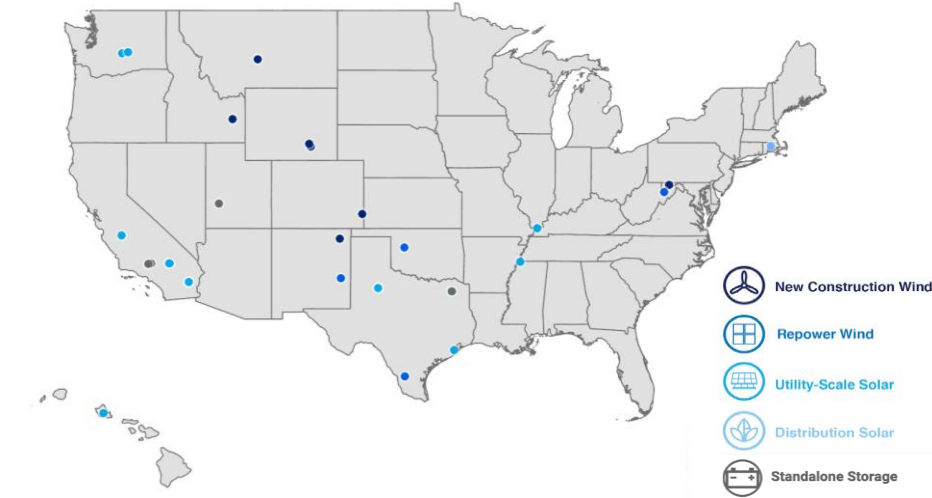 New Construction Wind
Repower Wind
Utility-Scale Solar
Distribution Solar
Standalone Storage